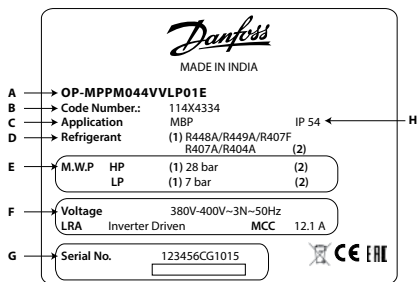 Danfoss
MADE IN INDIA
A OP-MPPM044VVLP01E
B Code Number.: 114X4334
C Application MBP IP 54 H
D Refrigerant (1) R448A/R449A/R407F
R407A/R404A (2)
E M.W.P HP (1) 28 bar (2)
LP (1) 7 bar (2)
F Voltage 380V-400V~3N~50Hz
LRA Inverter Driven MCC 12.1 A
G Serial No. 123456CG1015
CE EAC